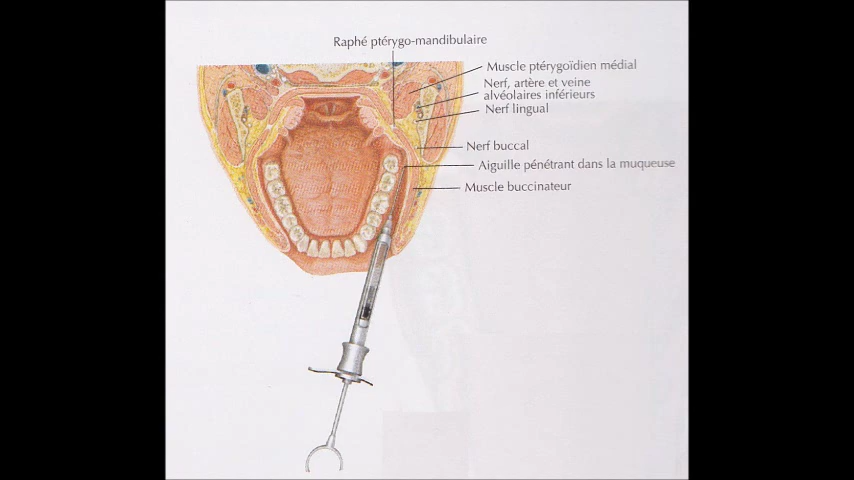 Raphé ptérygo-mandibulaire
Muscle ptérygoïdien médial
Nerf, artère et veine
alvéolaires inférieurs
Nerf lingual
Nerf buccal
Aiguille pénétrant dans la muqueuse
Muscle buccinateur